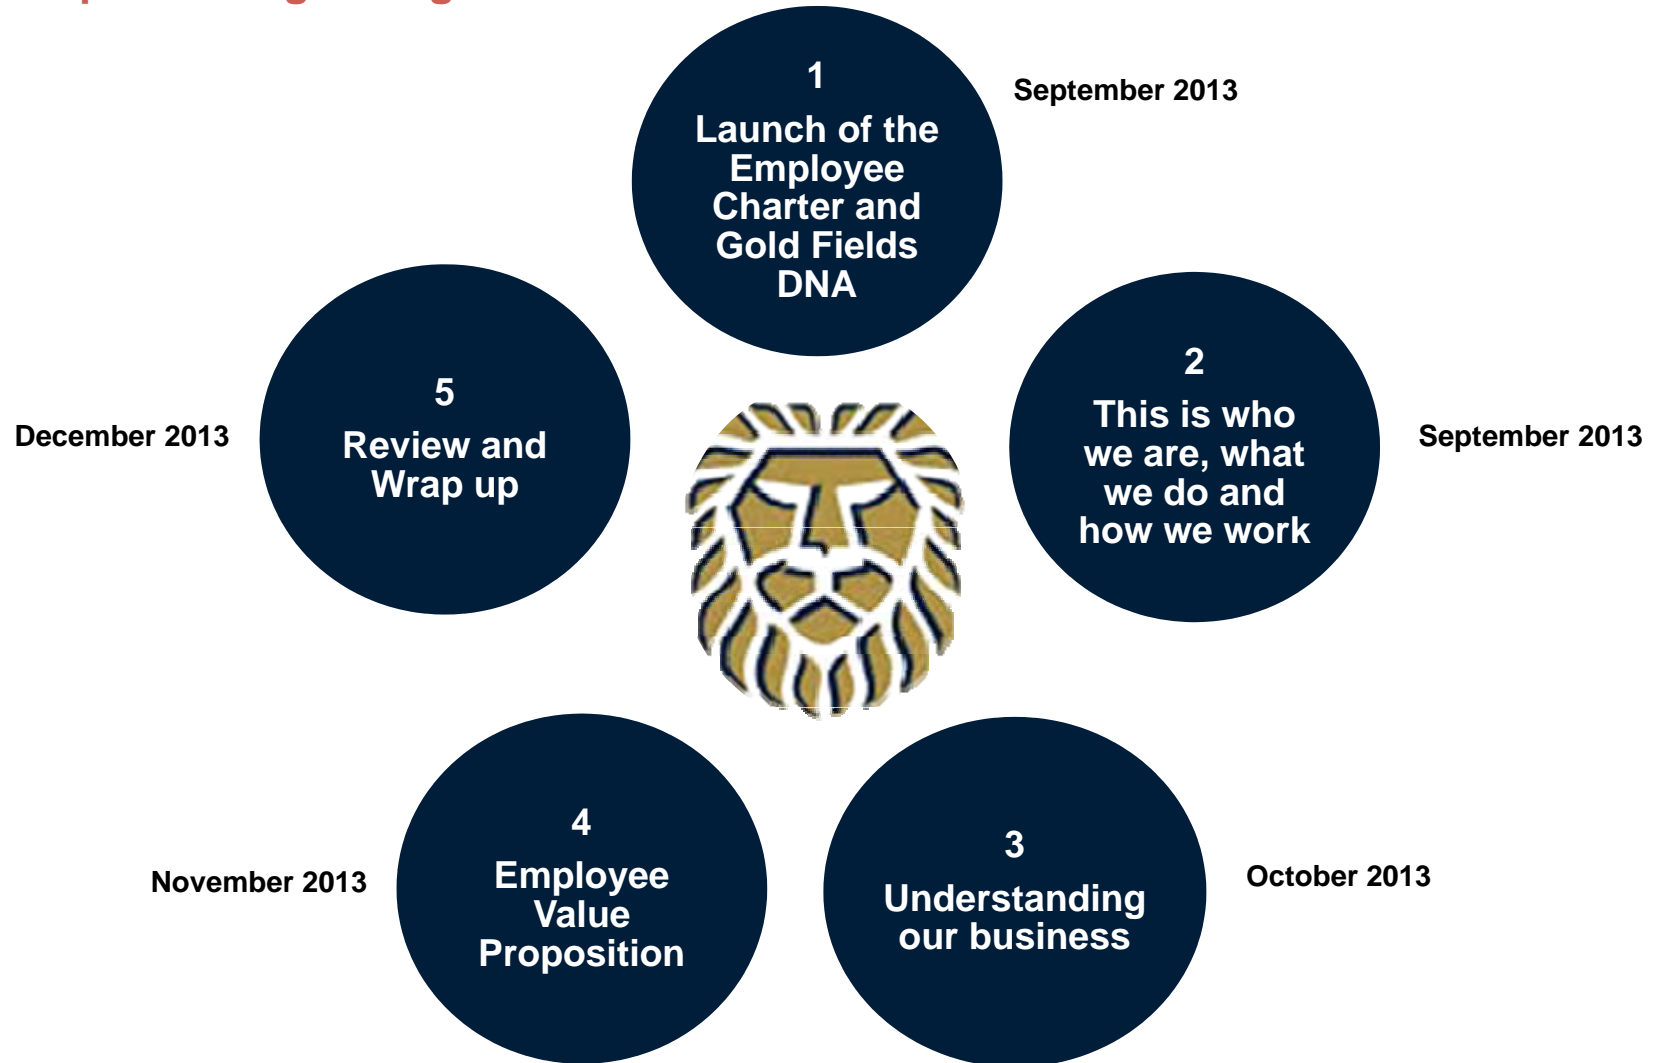 1
Launch of the
Employee
Charter and
Gold Fields
DNA
September 2013
2
This is who
we are, what
we do and
how we work
September 2013
3
Understanding
our business
October 2013
4
Employee
Value
Proposition
November 2013
5
Review and
Wrap up
December 2013